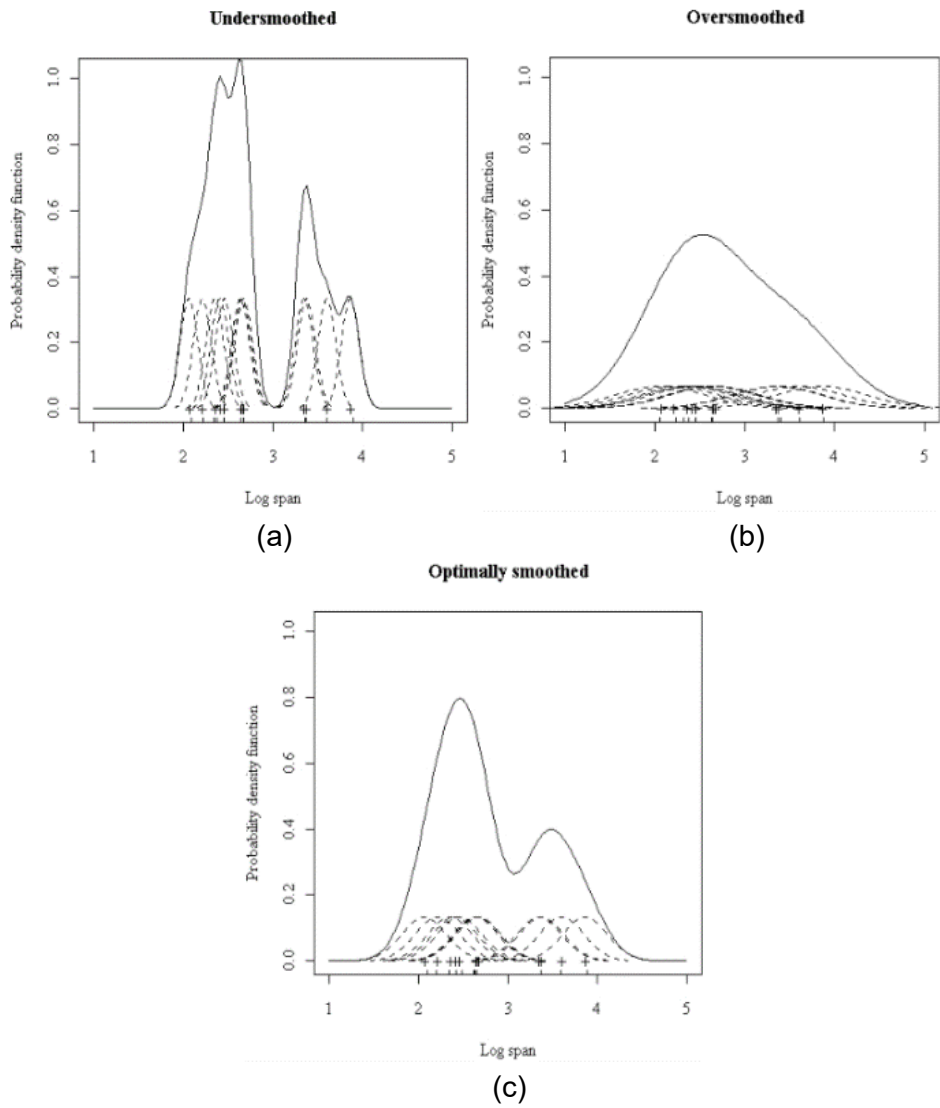 Undersmoothed
Probability density function
1.0
0.8
0.6
0.4
0.2
0.0
1 2 3 4 5
Log span
(a)
Oversmoothed
Probability density function
1.0
0.8
0.6
0.4
0.2
0.0
1 2 3 4 5
Log span
(b)
Optimally smoothed
Probability density function
1.0
0.8
0.6
0.4
0.2
0.0
1 2 3 4 5
Log span
(c)